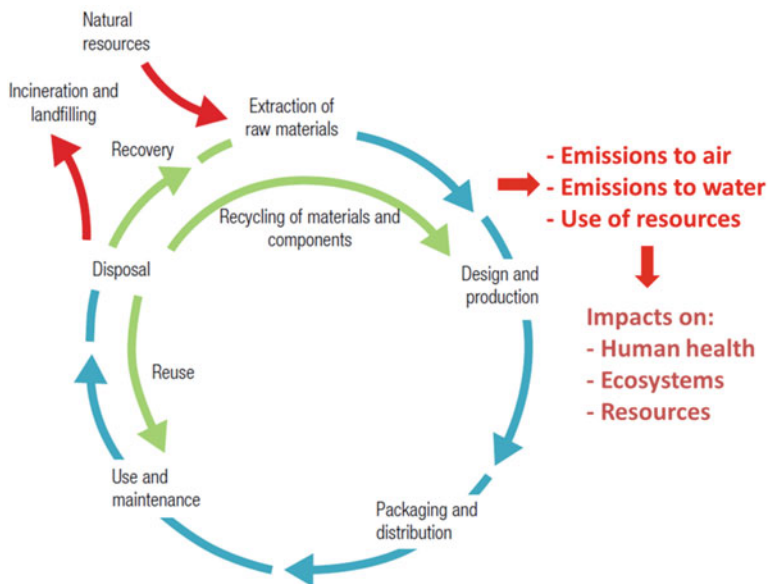 Natural
resources
Incineration and
landfilling
Extraction of
raw materials
Recovery
- Emissions to air
- Emissions to water
- Use of resources
Recycling of materials and
components
Disposal
Design and
production
Impacts on:
- Human health
- Ecosystems
- Resources
Reuse
Use and
maintenance
Packaging and
distribution